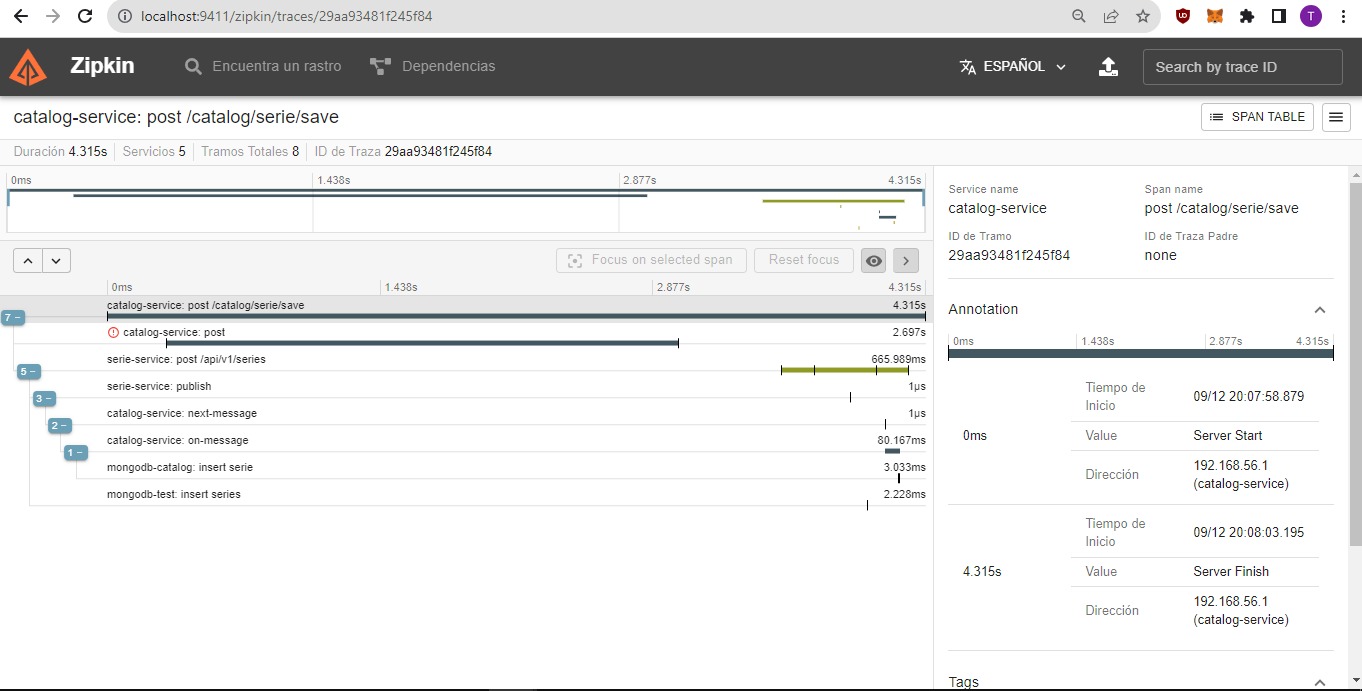 localhost:9411/zipkin/traces/29aa93481f245f84
T
Zipkin
Encuentra un rastro
Dependencias
ESPAÑOL
Search by trace ID
catalog-service: post /catalog/serie/save
SPAN TABLE
Duración 4.315s Servicios 5 Tramos Totales 8 ID de Traza 29aa93481f245f84
0ms 1.438s 2.877s 4.315s
Focus on selected span
Reset focus
0ms 1.438s 2.877s 4.315s
catalog-service: post /catalog/serie/save 4.315s
7 −
catalog-service: post 2.697s
serie-service: post /api/v1/series 665.989ms
5 −
serie-service: publish 1μs
3 −
catalog-service: next-message 1μs
2 −
catalog-service: on-message 80.167ms
1 −
mongodb-catalog: insert serie 3.033ms
mongodb-test: insert series 2.228ms
Service name Span name
catalog-service post /catalog/serie/save
ID de Tramo ID de Traza Padre
29aa93481f245f84 none
Annotation
0ms 1.438s 2.877s 4.315s
0ms
Tiempo de
Inicio
09/12 20:07:58.879
Value Server Start
Dirección
192.168.56.1
(catalog-service)
4.315s
Tiempo de
Inicio
09/12 20:08:03.195
Value Server Finish
Dirección
192.168.56.1
(catalog-service)
Tags